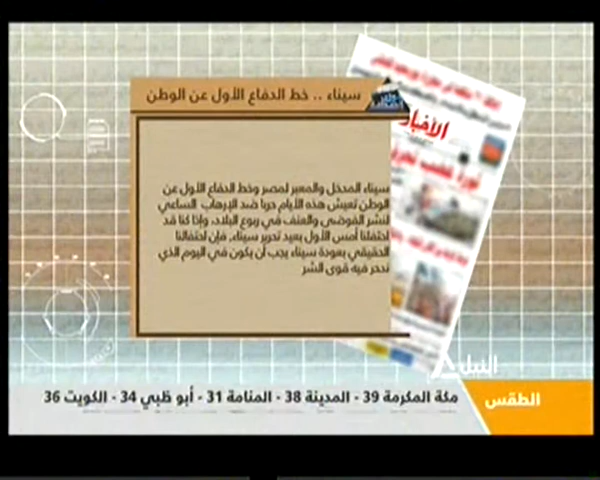 سيناء .. خط الدفاع الأول عن الوطن
الأخبار
سيناء المدخل والمعبر لمصر وخط الدفاع الأول عن
الوطن تعيش هذه الأيام حربا ضد الإرهاب الساعي
لنشر الفوضى والعنف في ربوع البلاد، وإذا كنا قد
احتفلنا أمس الأول بعيد تحرير سيناء، فإن احتفالنا
الحقيقي بعودة سيناء يجب أن يكون في اليوم الذي
ندحر فيه قوى الشر
النيل
الطقس
مكة المكرمة 39 - المدينة 38 - المنامة 31 - أبو ظبي 34 - الكويت 36